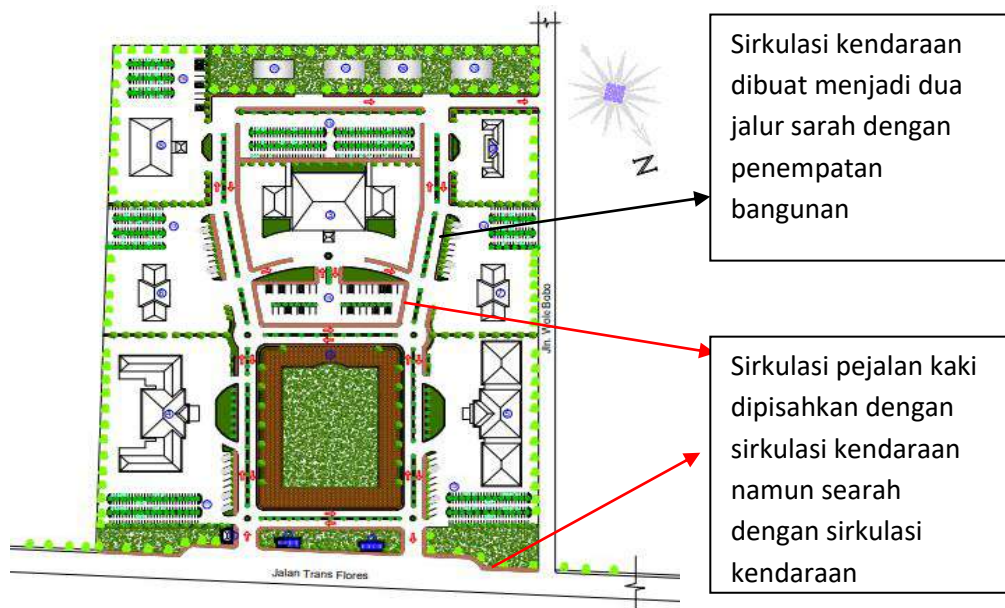 Sirkulasi kendaraan
dibuat menjadi dua
jalur sarah dengan
penempatan
bangunan
N
Jln. Wolo Bobo
Sirkulasi pejalan kaki
dipisahkan dengan
sirkulasi kendaraan
namun searah
dengan sirkulasi
kendaraan
Jalan Trans Flores